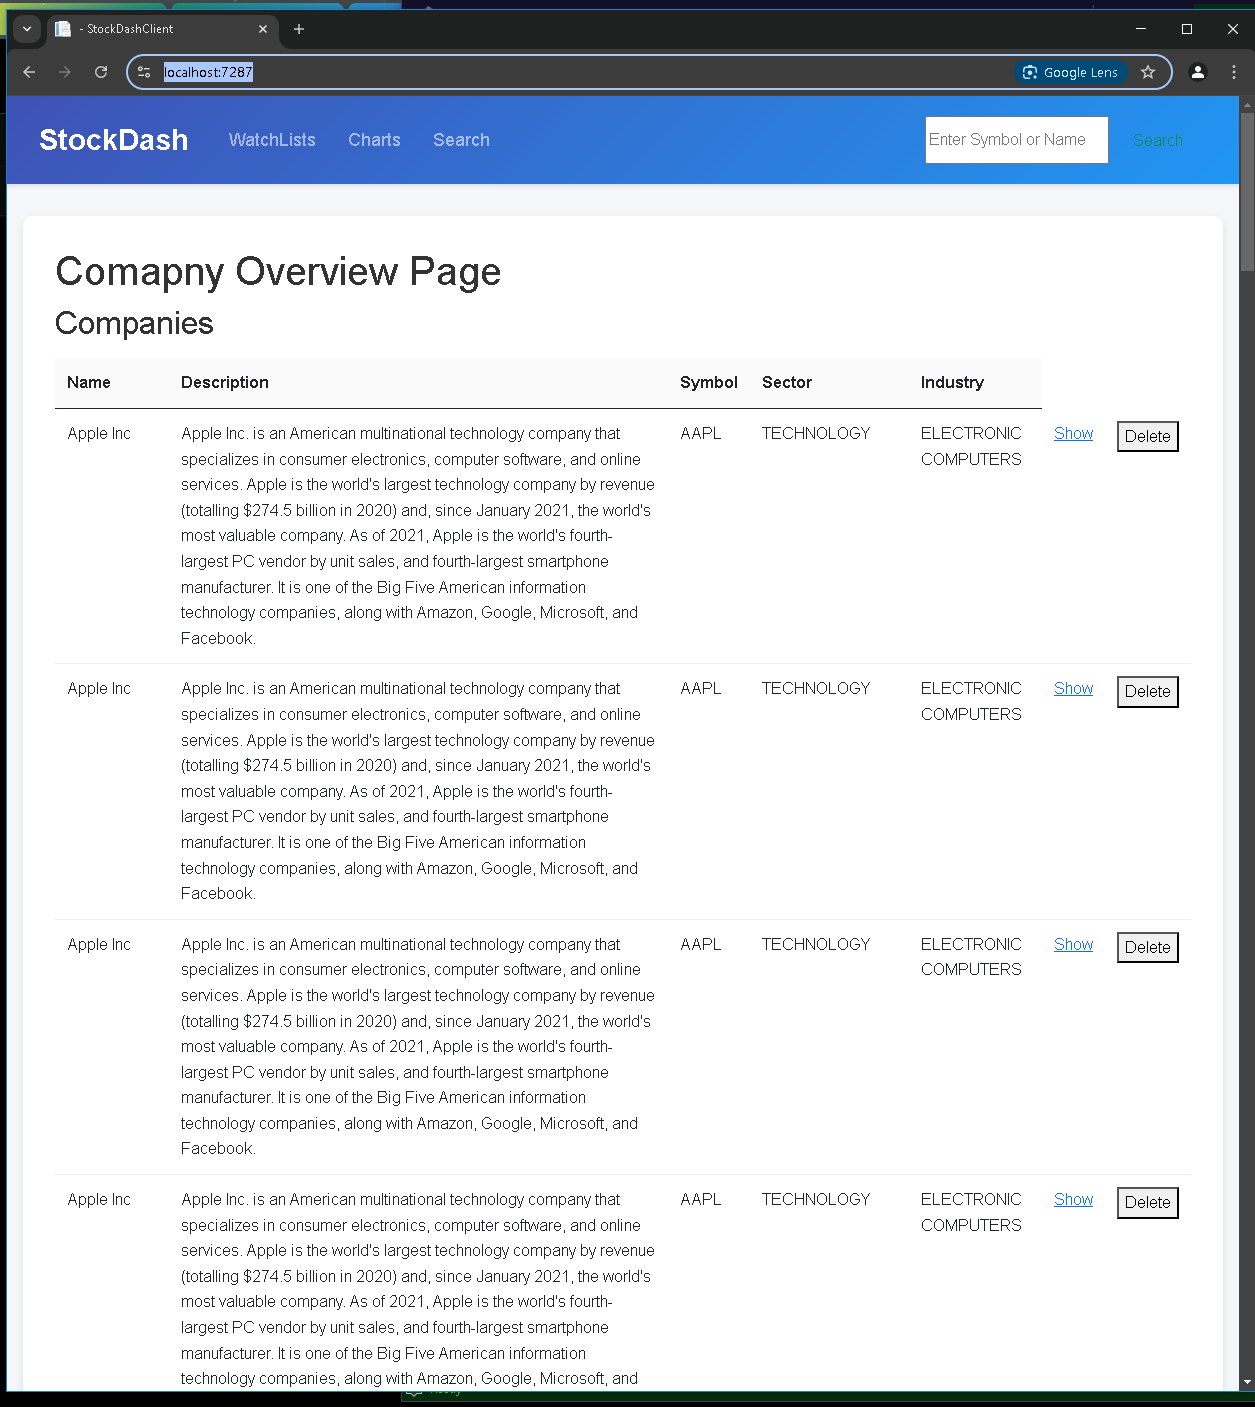 - StockDashClient
localhost:7287
Google Lens
StockDash WatchLists Charts Search Enter Symbol or Name Search
Comapny Overview Page
Companies
Name Description Symbol Sector Industry
Apple Inc Apple Inc. is an American multinational technology company that AAPL TECHNOLOGY ELECTRONIC Show Delete
specializes in consumer electronics, computer software, and online COMPUTERS
services. Apple is the world's largest technology company by revenue
(totalling $274.5 billion in 2020) and, since January 2021, the world's
most valuable company. As of 2021, Apple is the world's fourth-
largest PC vendor by unit sales, and fourth-largest smartphone
manufacturer. It is one of the Big Five American information
technology companies, along with Amazon, Google, Microsoft, and
Facebook.
Apple Inc Apple Inc. is an American multinational technology company that AAPL TECHNOLOGY ELECTRONIC Show Delete
specializes in consumer electronics, computer software, and online COMPUTERS
services. Apple is the world's largest technology company by revenue
(totalling $274.5 billion in 2020) and, since January 2021, the world's
most valuable company. As of 2021, Apple is the world's fourth-
largest PC vendor by unit sales, and fourth-largest smartphone
manufacturer. It is one of the Big Five American information
technology companies, along with Amazon, Google, Microsoft, and
Facebook.
Apple Inc Apple Inc. is an American multinational technology company that AAPL TECHNOLOGY ELECTRONIC Show Delete
specializes in consumer electronics, computer software, and online COMPUTERS
services. Apple is the world's largest technology company by revenue
(totalling $274.5 billion in 2020) and, since January 2021, the world's
most valuable company. As of 2021, Apple is the world's fourth-
largest PC vendor by unit sales, and fourth-largest smartphone
manufacturer. It is one of the Big Five American information
technology companies, along with Amazon, Google, Microsoft, and
Facebook.
Apple Inc Apple Inc. is an American multinational technology company that AAPL TECHNOLOGY ELECTRONIC Show Delete
specializes in consumer electronics, computer software, and online COMPUTERS
services. Apple is the world's largest technology company by revenue
(totalling $274.5 billion in 2020) and, since January 2021, the world's
most valuable company. As of 2021, Apple is the world's fourth-
largest PC vendor by unit sales, and fourth-largest smartphone
manufacturer. It is one of the Big Five American information
technology companies, along with Amazon, Google, Microsoft, and